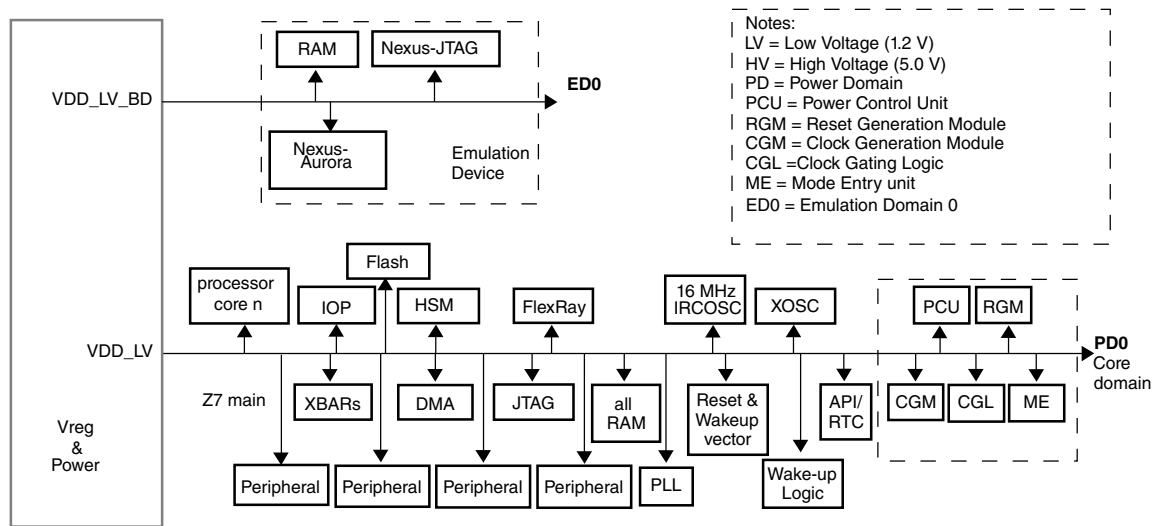 RAM
Nexus-JTAG
VDD_LV_BD
ED0
Nexus-
Aurora
Emulation
Device
Notes:
LV = Low Voltage (1.2 V)
HV = High Voltage (5.0 V)
PD = Power Domain
PCU = Power Control Unit
RGM = Reset Generation Module
CGM = Clock Generation Module
CGL =Clock Gating Logic
ME = Mode Entry unit
ED0 = Emulation Domain 0
processor
core n
IOP
Flash
HSM
FlexRay
16 MHz
IRCOSC
XOSC
PCU
RGM
VDD_LV
PD0
Core
domain
Z7 main
XBARs
DMA
JTAG
all
RAM
Reset &
Wakeup
vector
API/
RTC
CGM
CGL
ME
Vreg
&
Power
Peripheral
Peripheral
Peripheral
Peripheral
PLL
Wake-up
Logic